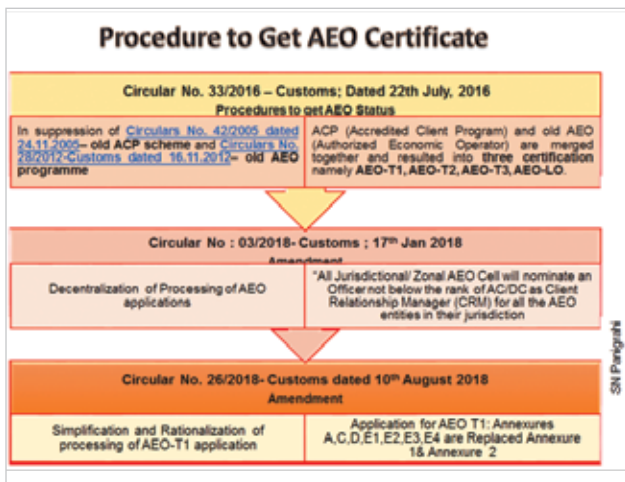 Procedure to Get AEO Certificate
Circular No. 33/2016 – Customs; Dated 22th July, 2016
Procedures to get AEO Status
In suppression of Circulars No. 42/2005 dated
24.11.2005– old ACP scheme and Circulars No.
28/2012-Customs dated 16.11.2012– old AEO
programme
ACP (Accredited Client Program) and old AEO
(Authorized Economic Operator) are merged
together and resulted into three certification
namely AEO-T1, AEO-T2, AEO-T3, AEO-LO.
Circular No : 03/2018- Customs ; 17th Jan 2018
Amendment
Decentralization of Processing of AEO
applications
"All Jurisdictional/ Zonal AEO Cell will nominate an
Officer not below the rank of AC/DC as Client
Relationship Manager (CRM) for all the AEO
entities in their jurisdiction
Circular No. 26/2018- Customs dated 10th August 2018
Amendment
Simplification and Rationalization of
processing of AEO-T1 application
Application for AEO T1: Annexures
A,C,D,E1,E2,E3,E4 are Replaced Annexure
1& Annexure 2
SN Panigrahi